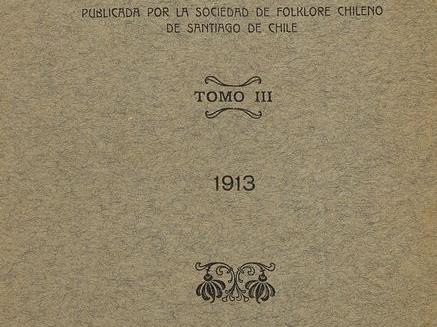 PUBLICADA POR LA SOCIEDAD DE FOLKLORE CHILENO
DE SANTIAGO DE CHILE
TOMO III
1913